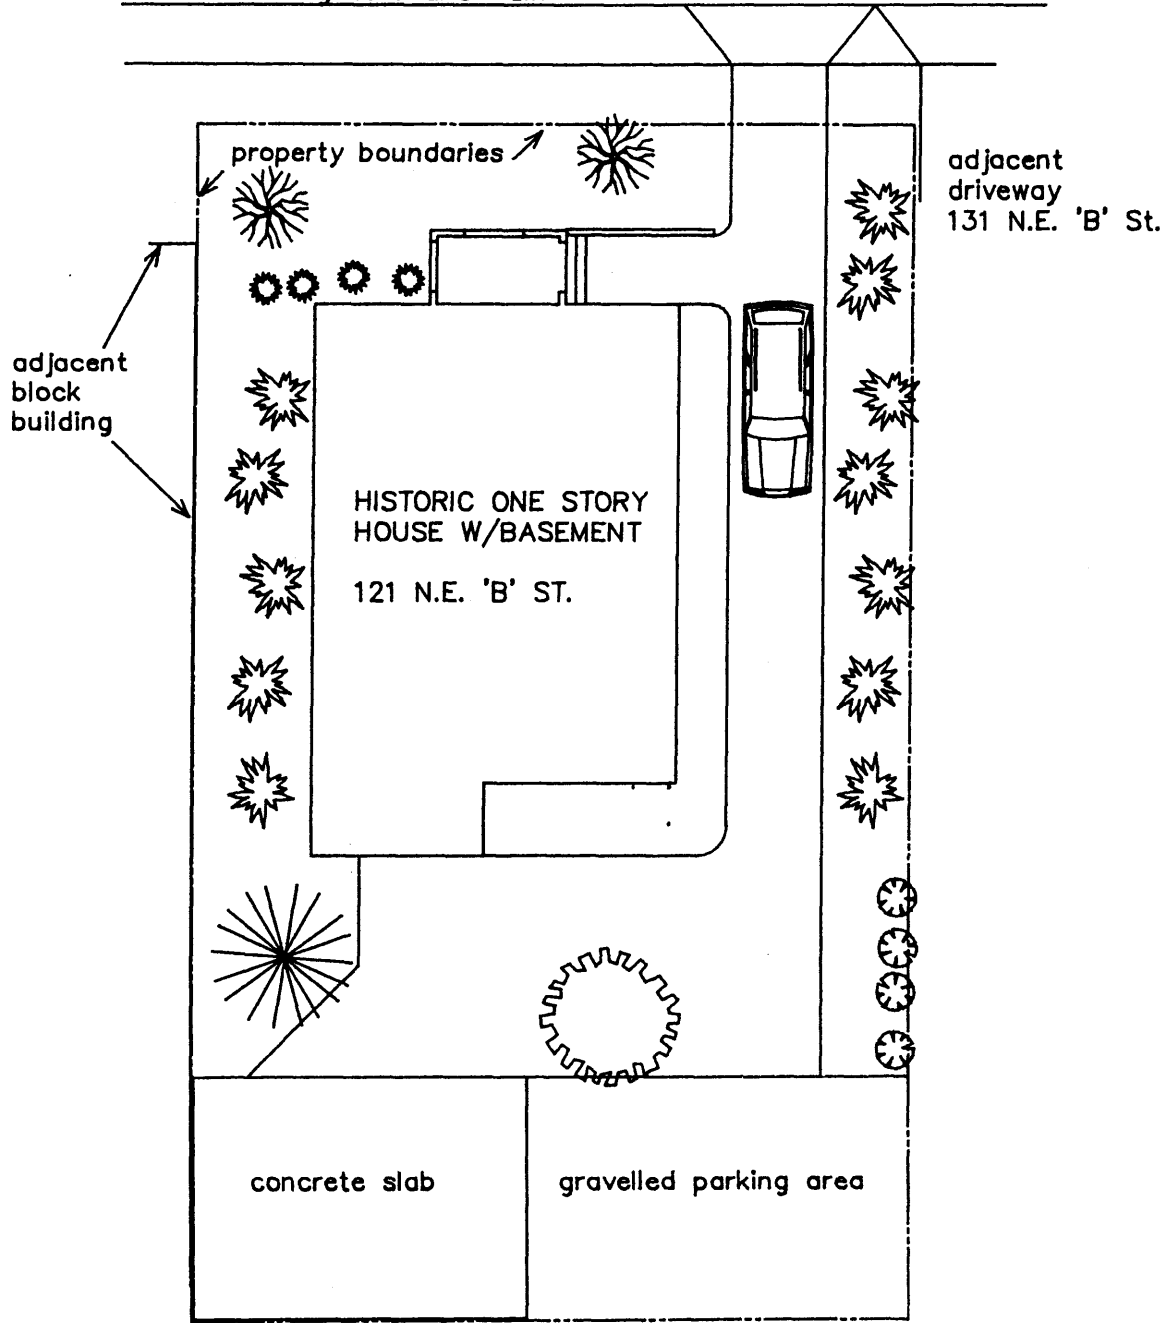 property boundaries
adjacent
driveway
131 N.E. 'B' St.
adjacent
block
building
HISTORIC ONE STORY
HOUSE W/BASEMENT
121 N.E. 'B' ST.
concrete slab
gravelled parking area